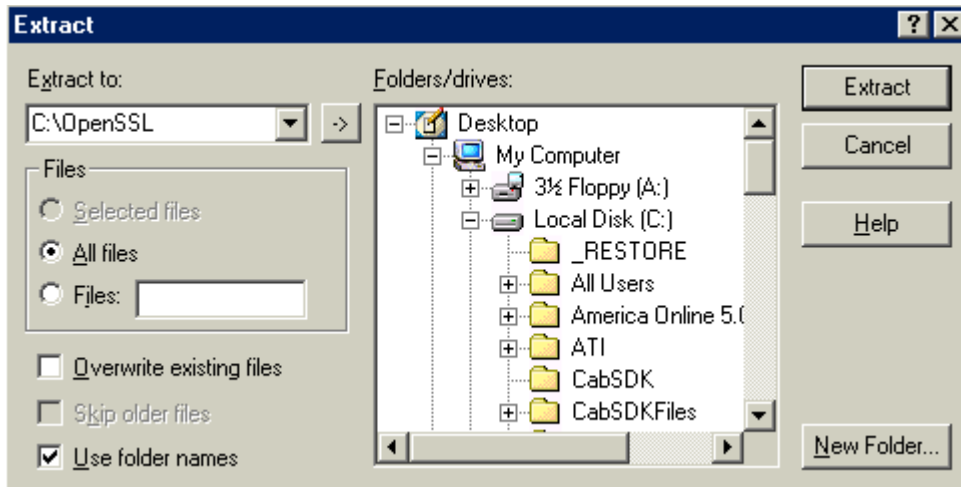 Extract
Extract to:
C:\OpenSSL
->
Files
Selected files
All files
Files:
Overwrite existing files
Skip older files
Use folder names
Folders/drives:
Desktop
My Computer
3½ Floppy (A:)
Local Disk (C:)
_RESTORE
All Users
America Online 5.0
ATI
CabSDK
CabSDKFiles
Extract
Cancel
Help
New Folder...